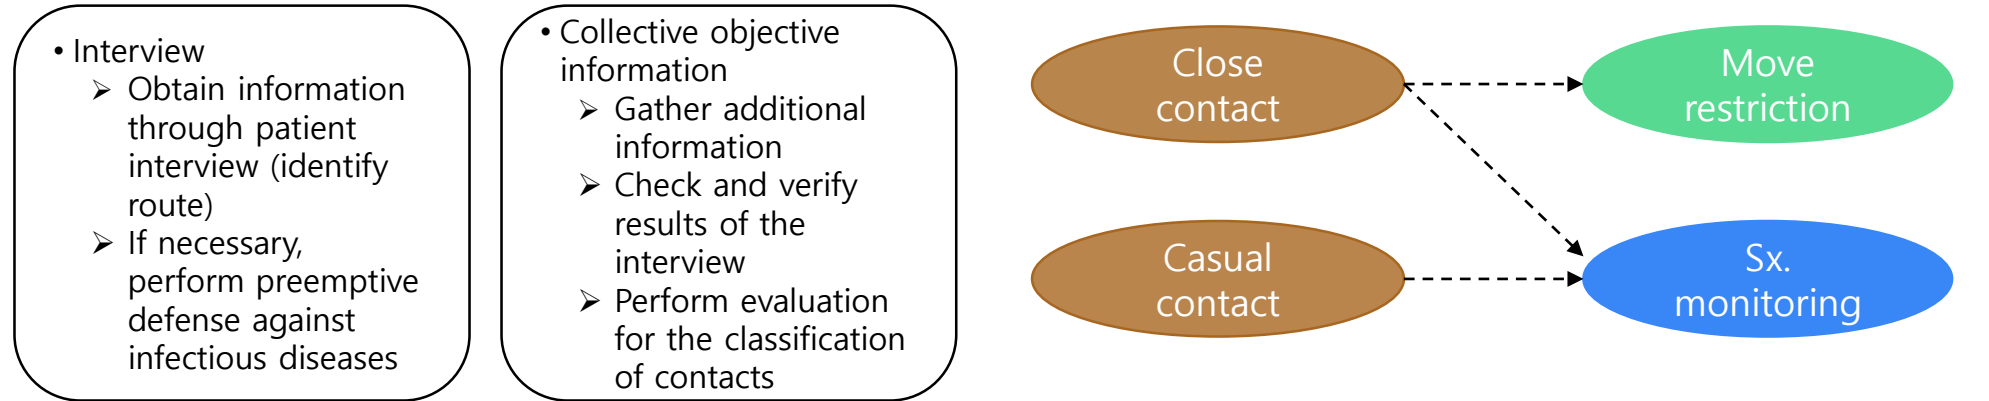 • Interview
➢ Obtain information
through patient
interview (identify
route)
➢ If necessary,
perform preemptive
defense against
infectious diseases
• Collective objective
information
➢ Gather additional
information
➢ Check and verify
results of the
interview
➢ Perform evaluation
for the classification
of contacts
Close
contact
Move
restriction
Casual
contact
Sx.
monitoring